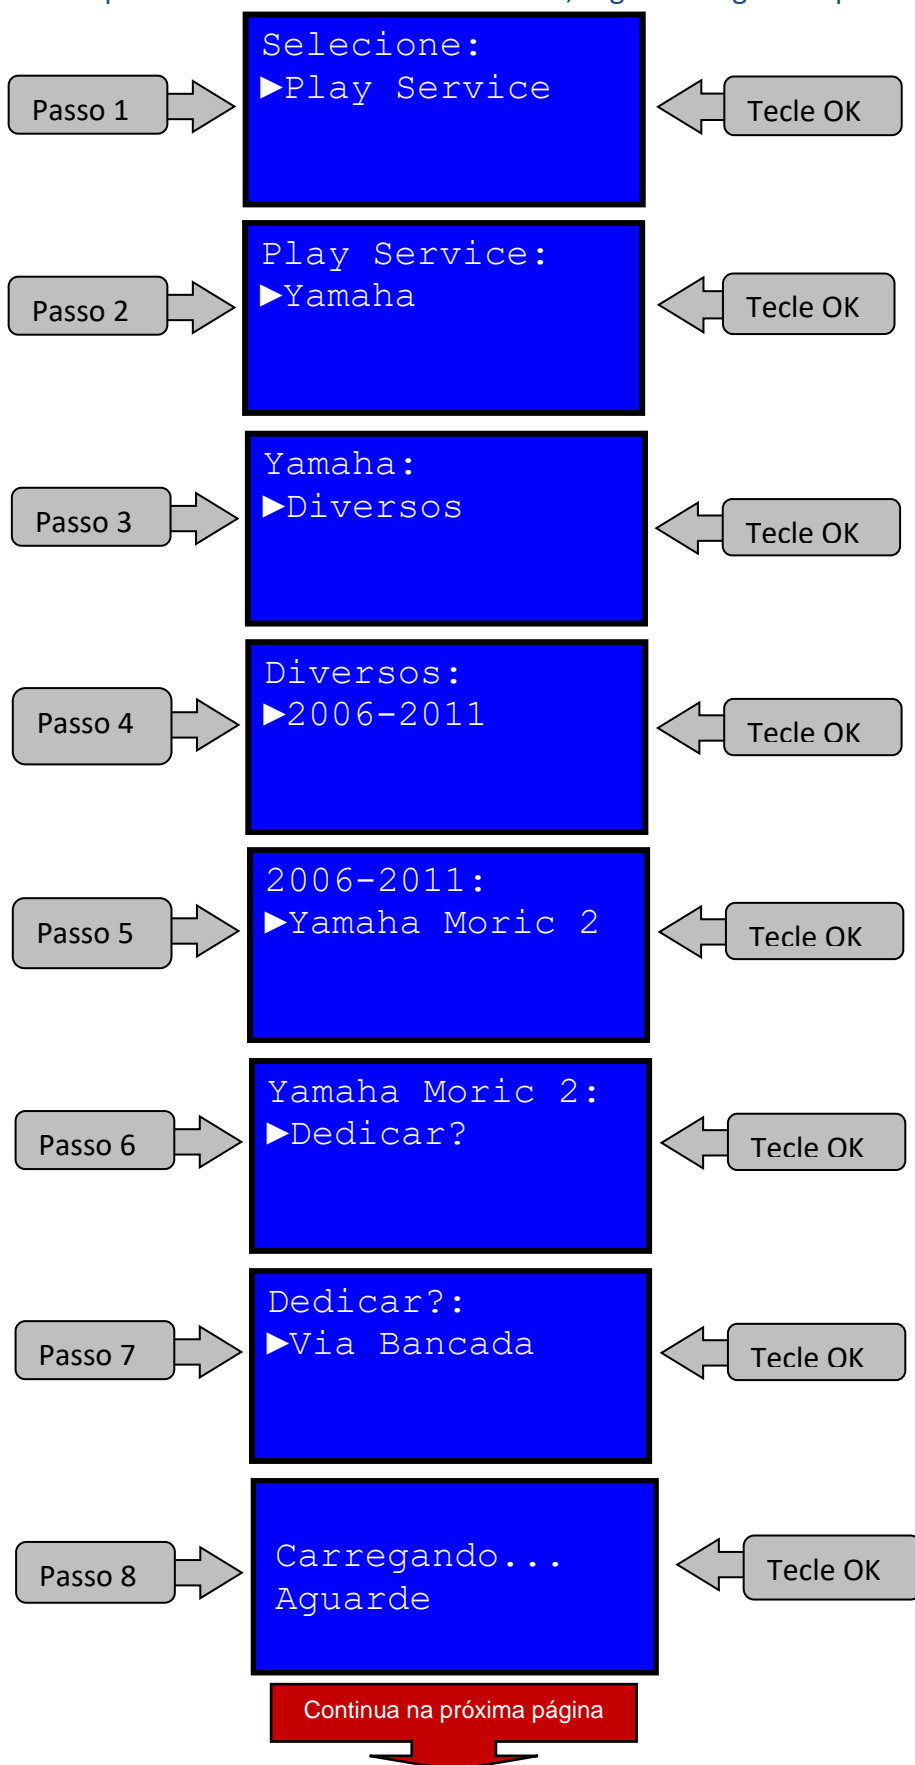 Selecione:
Passo 1
►Play Service
Tecle OK
Play Service:
Passo 2
►Yamaha
Tecle OK
Yamaha:
Passo 3
►Diversos
Tecle OK
Diversos:
Passo 4
►2006-2011
Tecle OK
2006-2011:
Passo 5
►Yamaha Moric 2
Tecle OK
Yamaha Moric 2:
Passo 6
►Dedicar?
Tecle OK
Dedicar?:
Passo 7
►Via Bancada
Tecle OK
Passo 8
Carregando...
Aguarde
Tecle OK
Continua na próxima página